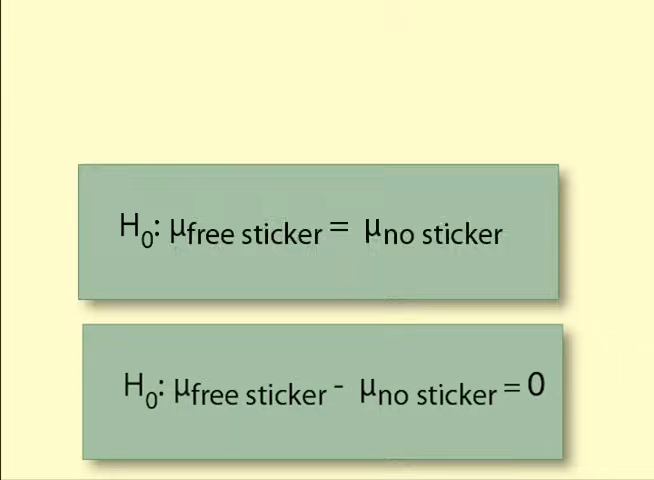 H₀: μfree sticker = μno sticker
H₀: μfree sticker - μno sticker = 0